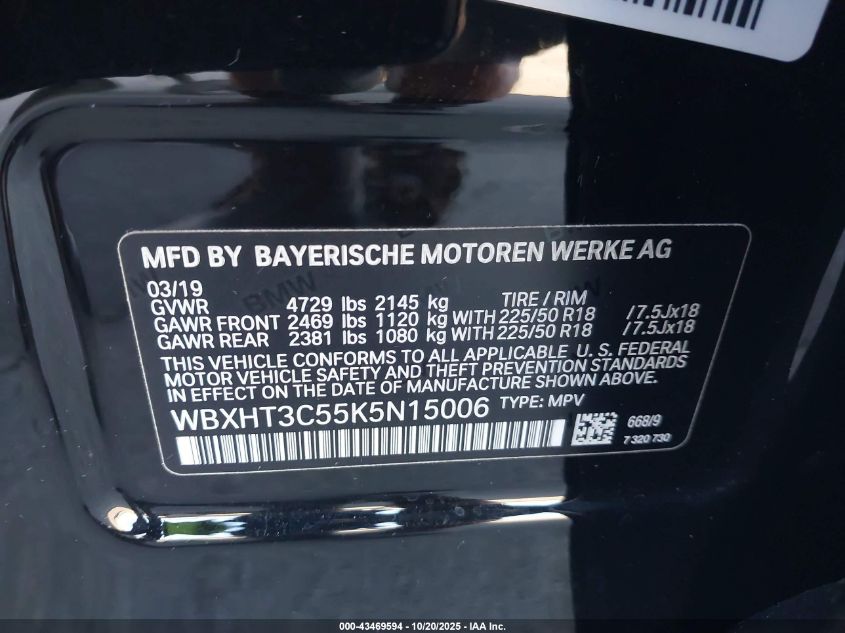 MFD BY BAYERISCHE MOTOREN WERKE AG
03/19
GVWR 4729 lbs 2145 kg TIRE / RIM
GAWR FRONT 2469 lbs 1120 kg WITH 225/50 R18 /7.5Jx18
GAWR REAR 2381 lbs 1080 kg WITH 225/50 R18 /7.5Jx18
THIS VEHICLE CONFORMS TO ALL APPLICABLE U. S. FEDERAL
MOTOR VEHICLE SAFETY AND THEFT PREVENTION STANDARDS
IN EFFECT ON THE DATE OF MANUFACTURE SHOWN ABOVE.
WBXHT3C55K5N15006 TYPE: MPV
668/9
7 320 730
000-43469594 - 10/20/2025 - IAA Inc.